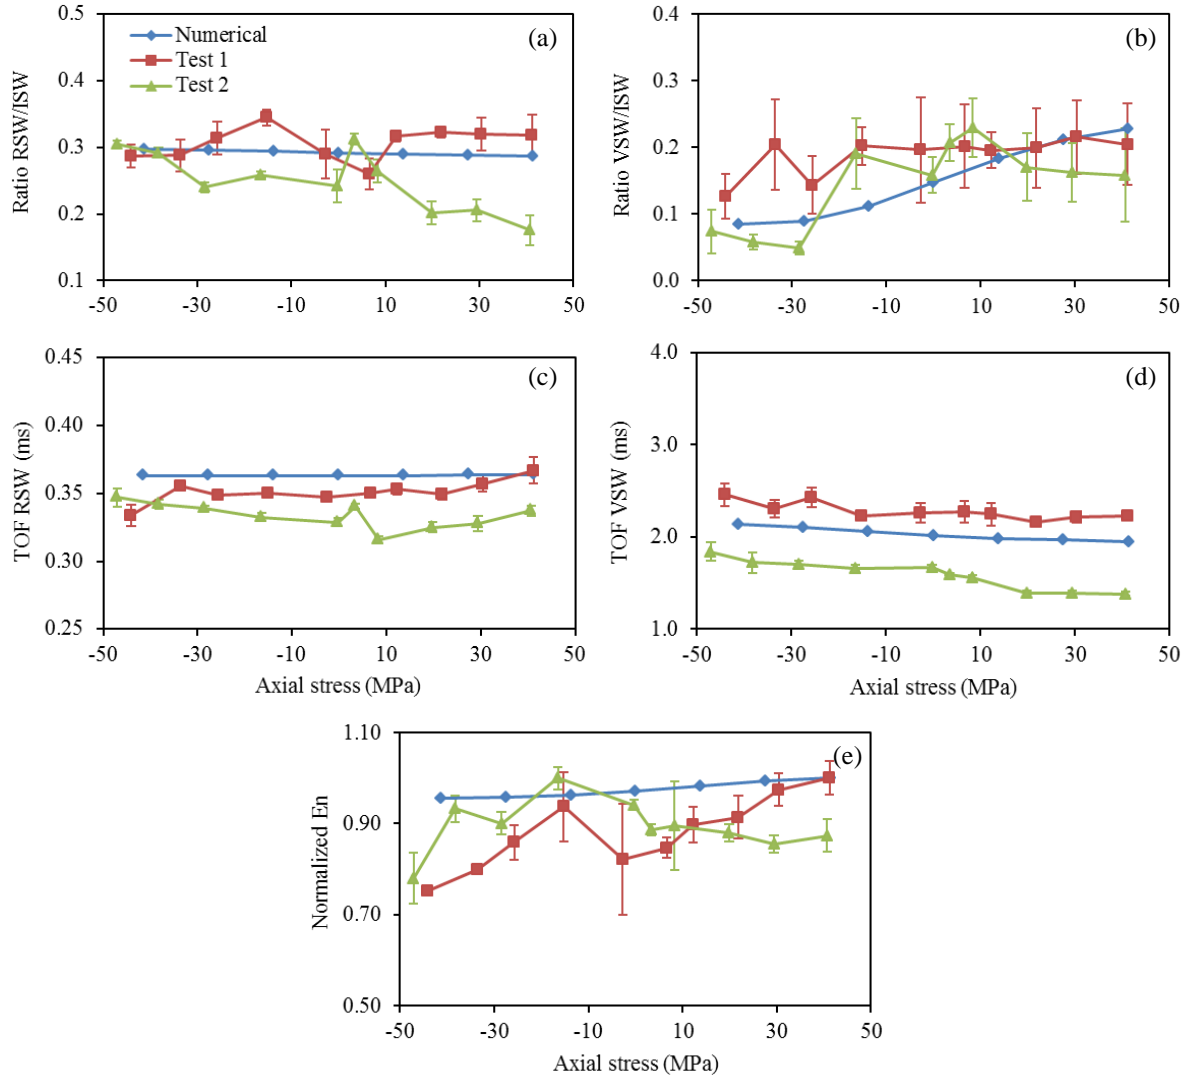 0.5
0.4
0.3
0.2
0.1
Ratio RSW/ISW
Numerical
Test 1
Test 2
(a)
-50 -30 -10 10 30 50
0.4
0.3
0.2
0.1
0.0
Ratio VSW/ISW
(b)
-50 -30 -10 10 30 50
0.45
0.40
0.35
0.30
0.25
TOF RSW (ms)
(c)
-50 -30 -10 10 30 50
Axial stress (MPa)
4.0
3.0
2.0
1.0
TOF VSW (ms)
(d)
-50 -30 -10 10 30 50
Axial stress (MPa)
1.10
0.90
0.70
0.50
Normalized En
(e)
-50 -30 -10 10 30 50
Axial stress (MPa)